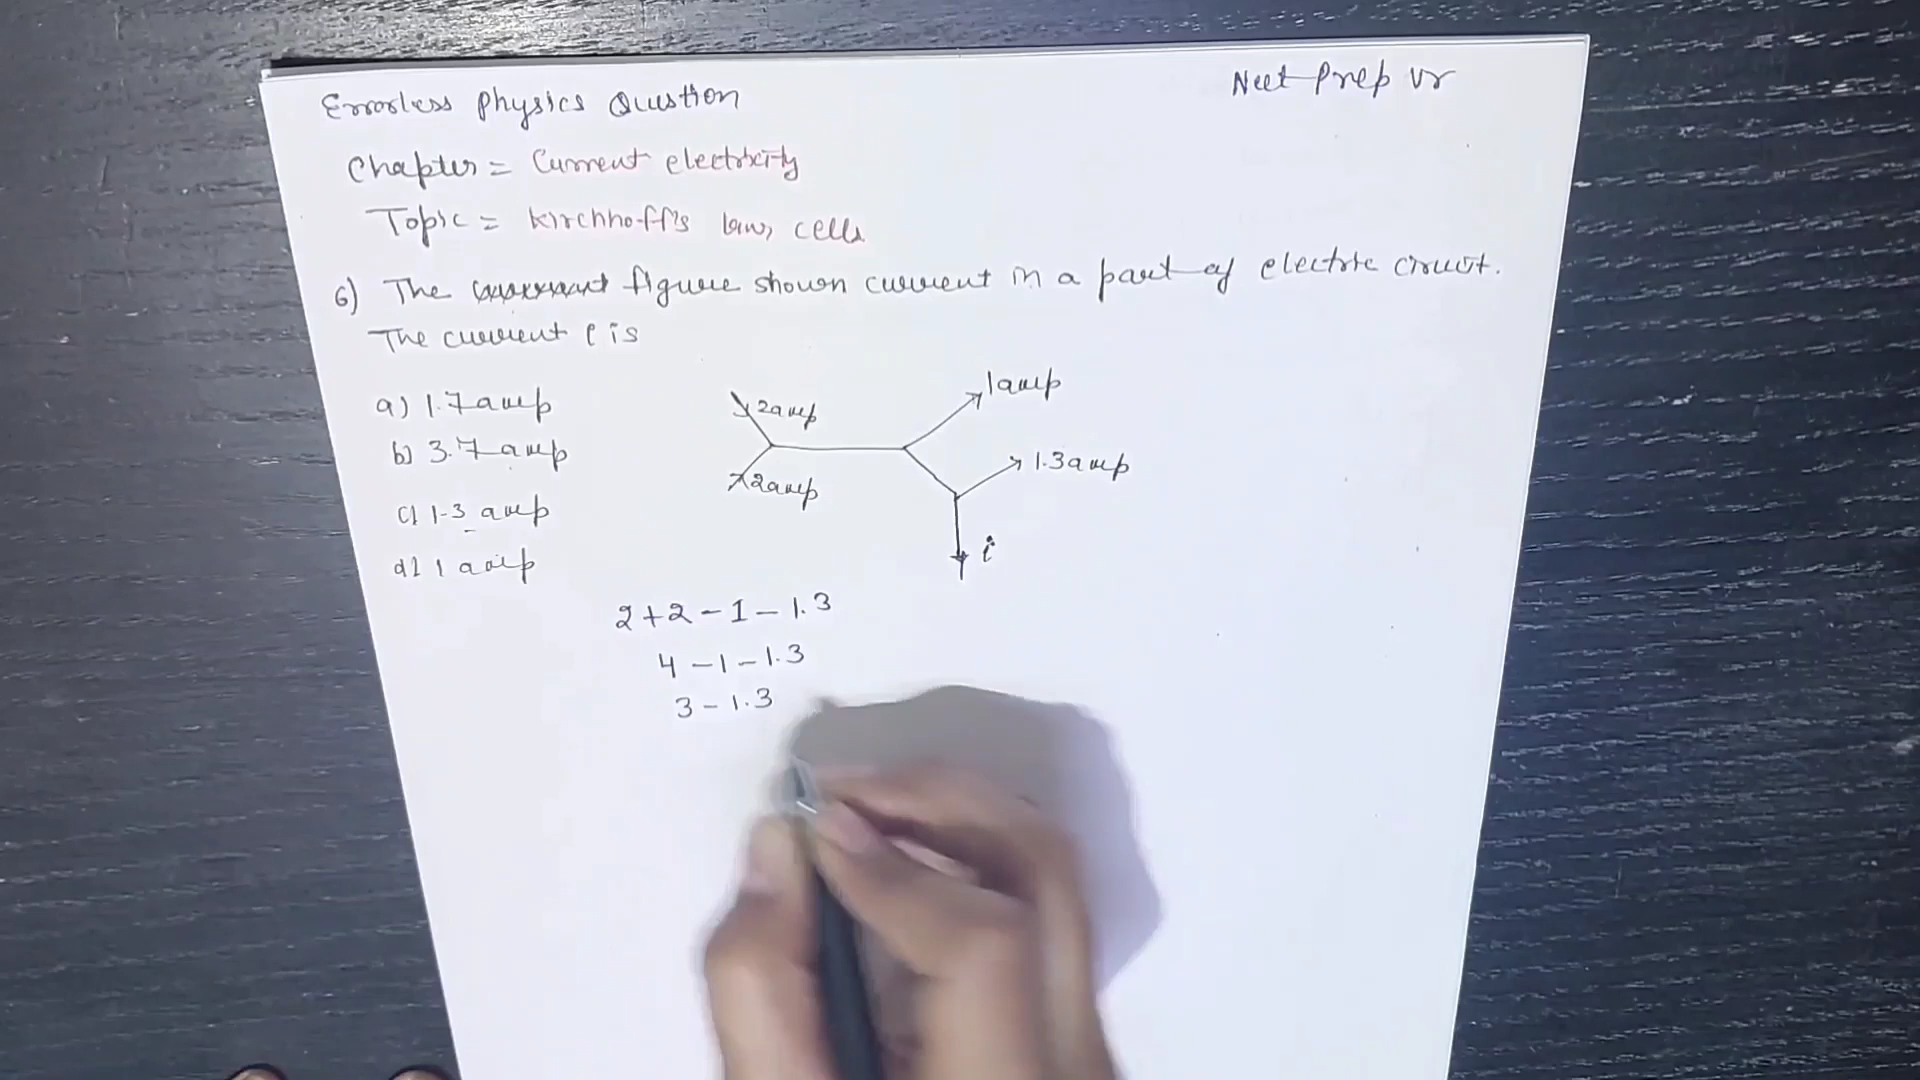 Errorless Physics Question
Neet Prep Vr
Chapter = Current electricity
Topic = Kirchhoff's law, cells
6) The figure shown current in a part of electric circuit.
The current i is
a) 1.7 amp
b) 3.7 amp
c) 1.3 amp
d) 1 amp
2 amp
2 amp
1 amp
1.3 amp
i
2 + 2 - 1 - 1.3
4 - 1 - 1.3
3 - 1.3